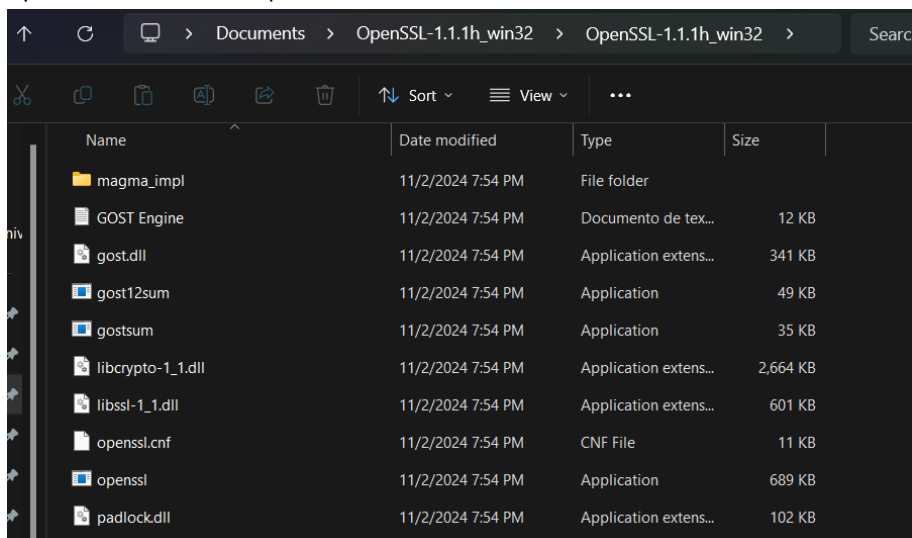 Documents > OpenSSL-1.1.1h_win32 > OpenSSL-1.1.1h_win32 > Searc
Sort View ...
Name Date modified Type Size
magma_impl 11/2/2024 7:54 PM File folder
GOST Engine 11/2/2024 7:54 PM Documento de tex... 12 KB
niv
gost.dll 11/2/2024 7:54 PM Application extens... 341 KB
gost12sum 11/2/2024 7:54 PM Application 49 KB
gostsum 11/2/2024 7:54 PM Application 35 KB
libcrypto-1_1.dll 11/2/2024 7:54 PM Application extens... 2,664 KB
libssl-1_1.dll 11/2/2024 7:54 PM Application extens... 601 KB
openssl.cnf 11/2/2024 7:54 PM CNF File 11 KB
openssl 11/2/2024 7:54 PM Application 689 KB
padlock.dll 11/2/2024 7:54 PM Application extens... 102 KB